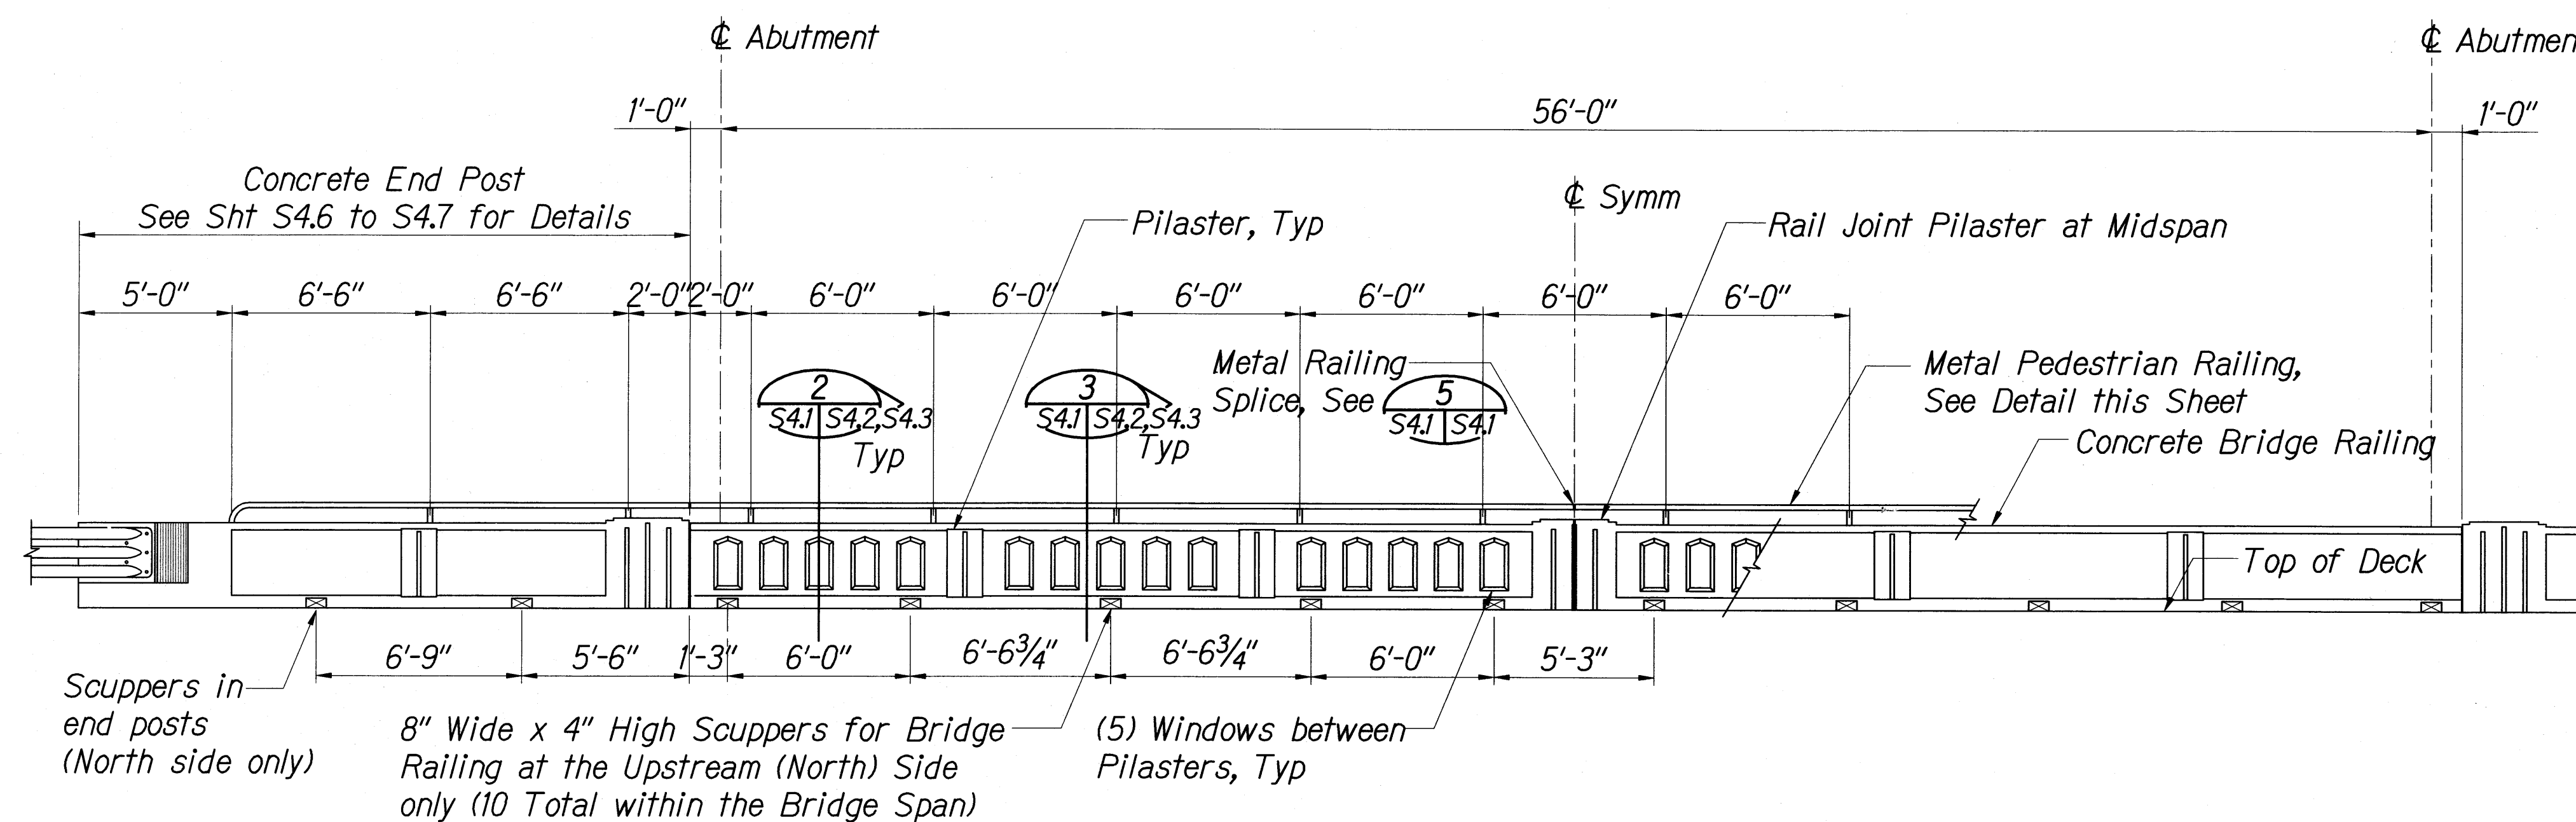 ℄ Abutment
℄ Abutmen
1'-0"
56'-0"
1'-0"
Concrete End Post
See Sht S4.6 to S4.7 for Details
℄ Symm
Pilaster, Typ
Rail Joint Pilaster at Midspan
5'-0"
6'-6"
6'-6"
2'-0"
2'-0"
6'-0"
6'-0"
6'-0"
6'-0"
6'-0"
6'-0"
2
S4.1
S4.2,S4.3
Typ
3
S4.1
S4.2,S4.3
Typ
Metal Railing
Splice, See
5
S4.1
S4.1
Metal Pedestrian Railing,
See Detail this Sheet
Concrete Bridge Railing
Top of Deck
6'-9"
5'-6"
1'-3"
6'-0"
6'-6¾"
6'-6¾"
6'-0"
5'-3"
Scuppers in
end posts
(North side only)
8" Wide x 4" High Scuppers for Bridge
Railing at the Upstream (North) Side
only (10 Total within the Bridge Span)
(5) Windows between
Pilasters, Typ